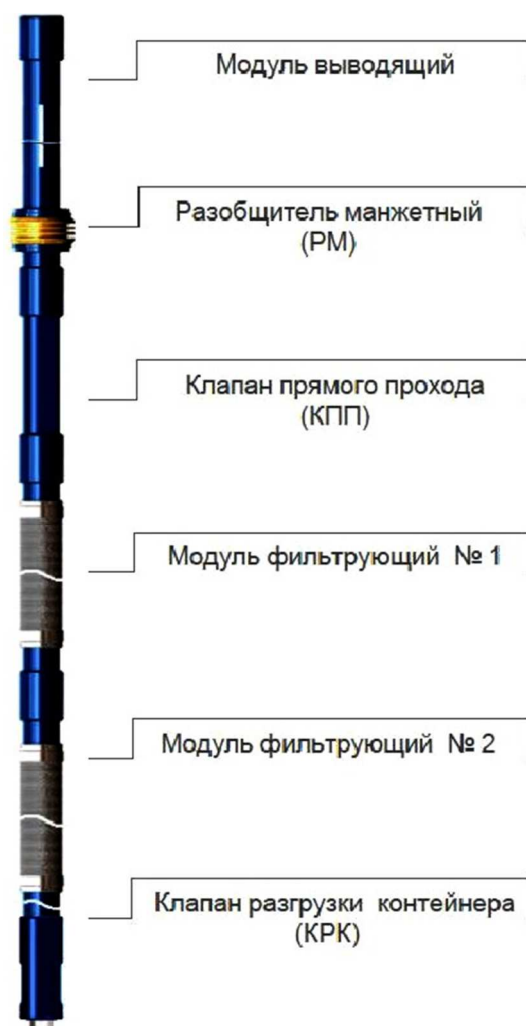 Модуль выводящий
Разобщитель манжетный
(РМ)
Клапан прямого прохода
(КПП)
Модуль фильтрующий № 1
Модуль фильтрующий № 2
Клапан разгрузки контейнера
(КРК)